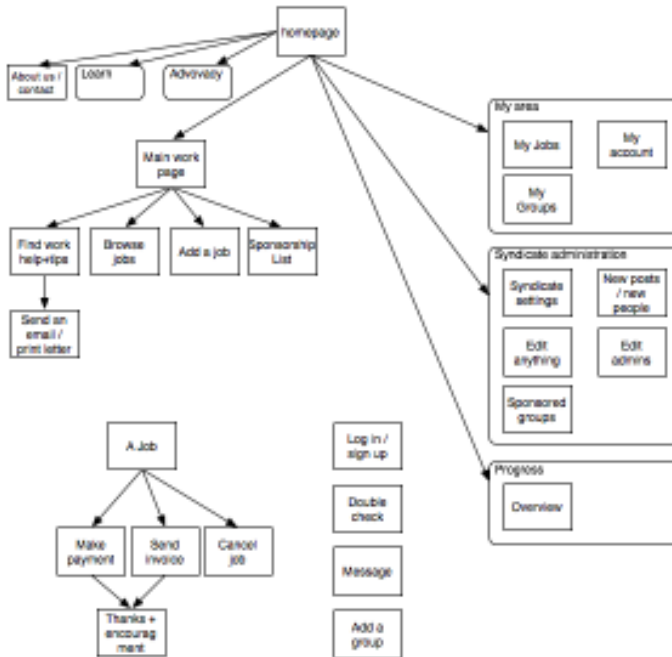 homepage
About us /
contact
Learn
Advovacy
My area
My Jobs
My
account
My
Groups
Main work
page
Find work
help+tips
Browse
jobs
Add a job
Sponsorship
List
Send an
email /
print letter
Syndicate administration
Syndicate
settings
New posts
/ new
people
Edit
anything
Edit
admins
Sponsored
groups
Progress
Overview
A Job
Make
payment
Send
invoice
Cancel
job
Thanks +
encourag
ment
Log in /
sign up
Double
check
Message
Add a
group